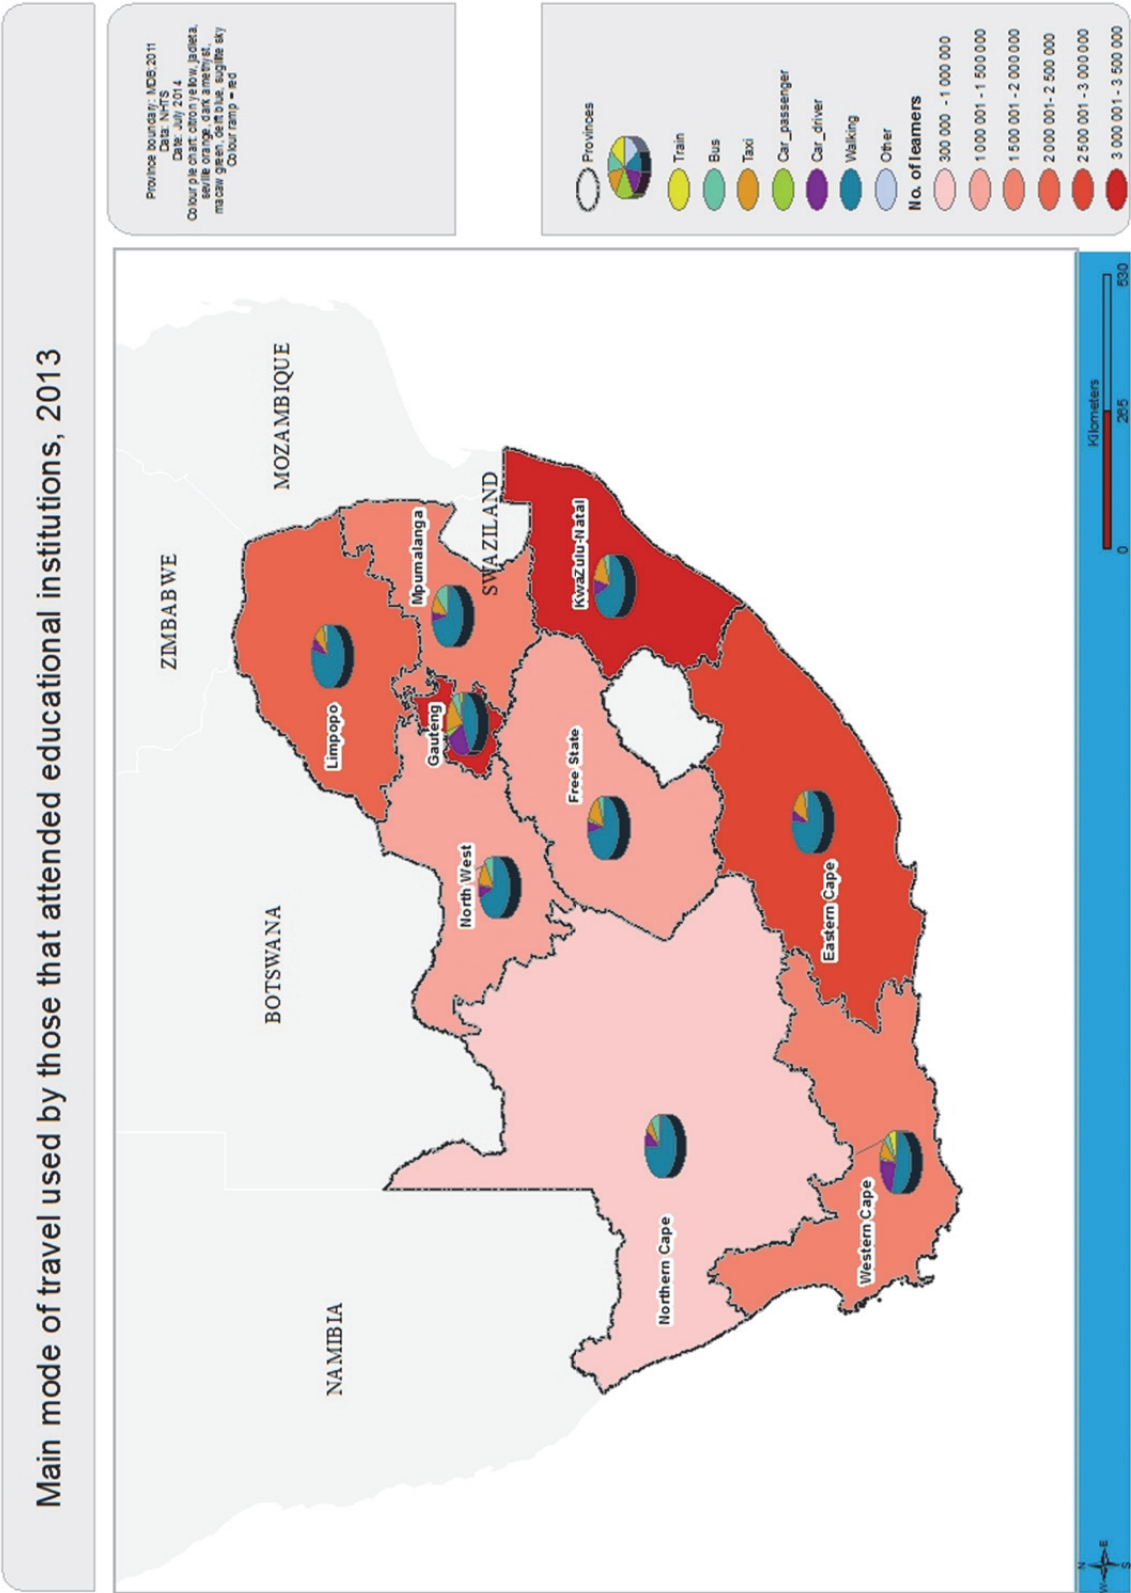 Main mode of travel used by those that attended educational institutions, 2013
Province boundary: MDB; 2011
Data: NHTS
Date: July 2014
Colour pie chart: citron yellow, jadieta,
seville orange, dark amethyst,
macaw green, delft blue, sugilite sky
Colour ramp = red
ZIMBABWE
MOZAMBIQUE
BOTSWANA
NAMIBIA
SWAZILAND
Limpopo
Mpumalanga
Gauteng
North West
Free State
KwaZulu-Natal
Northern Cape
Eastern Cape
Western Cape
Provinces
Train
Bus
Taxi
Car_passenger
Car_driver
Walking
Other
No. of learners
300 000 - 1 000 000
1 000 001 - 1 500 000
1 500 001 - 2 000 000
2 000 001- 2 500 000
2 500 001 - 3 000 000
3 000 001 - 3 500 000
N
W E
S
Kilometers
0 265 530